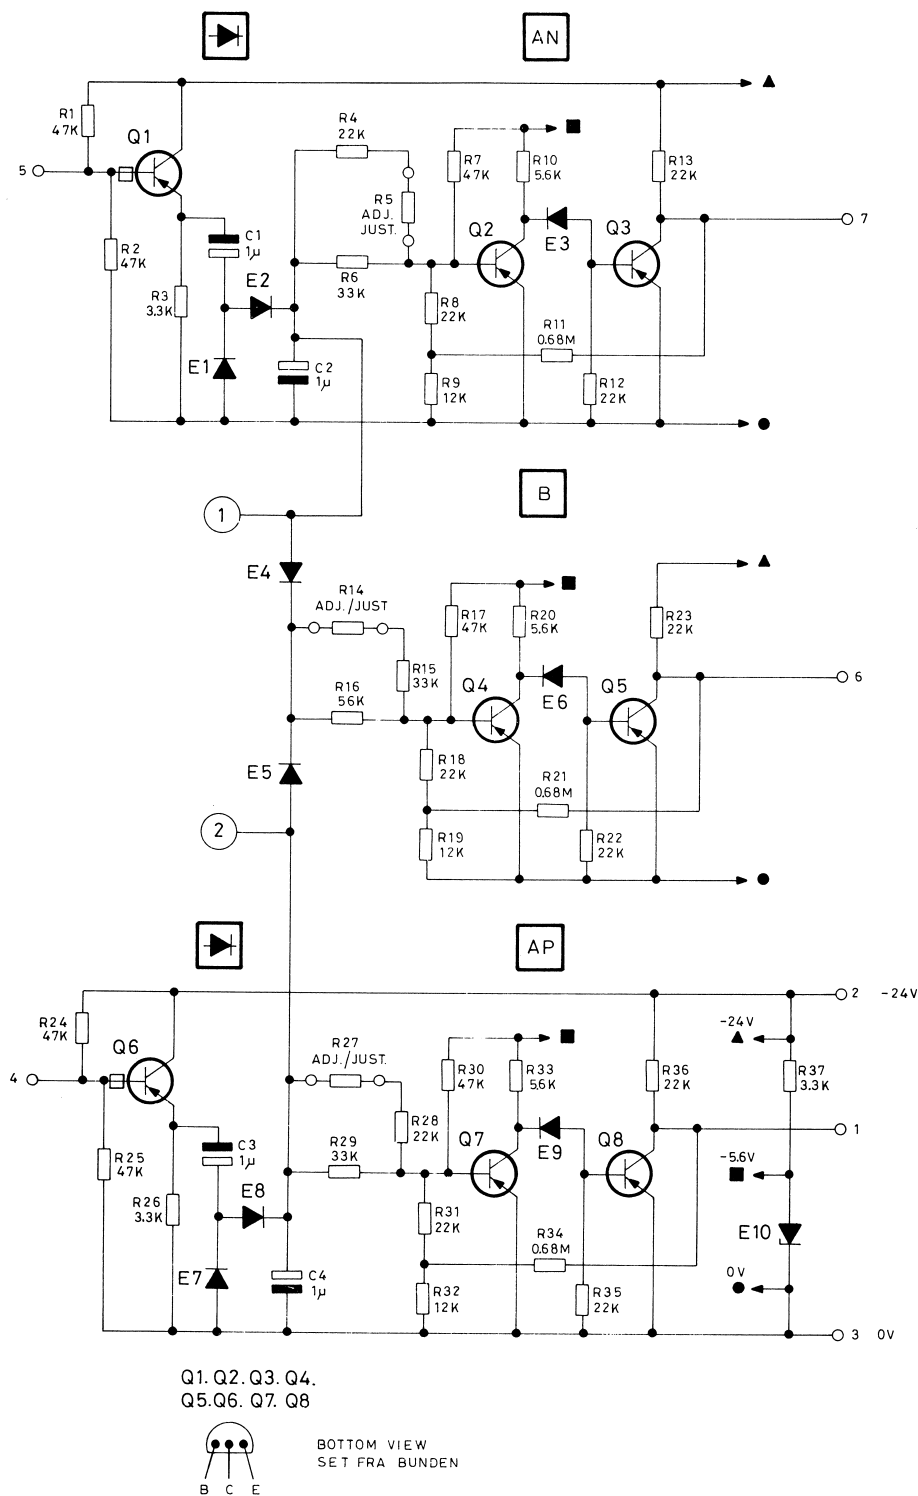 AN
R1
47K
Q1
R4
22K
R7
47K
R10
5.6K
R13
22K
5
R5
ADJ.
JUST.
Q2
E3
Q3
7
R2
47K
C1
1µ
R3
3.3K
E2
R6
33K
R8
22K
R11
0.68M
E1
C2
1µ
R9
12K
R12
22K
B
1
E4
R14
ADJ./JUST
R17
47K
R20
5.6K
R23
22K
R15
33K
R16
56K
Q4
E6
Q5
6
E5
R18
22K
R21
0.68M
2
R19
12K
R22
22K
AP
2 -24V
R24
47K
Q6
R27
ADJ./JUST.
-24V
R30
47K
R33
5.6K
R36
22K
R37
3.3K
4
R28
22K
1
R29
33K
Q7
E9
Q8
C3
1µ
R25
47K
-5.6V
R26
3.3K
E8
R31
22K
R34
0.68M
E10
E7
C4
1µ
R32
12K
R35
22K
0V
3 0V
Q1. Q2. Q3. Q4.
Q5.Q6. Q7. Q8
BOTTOM VIEW
SET FRA BUNDEN
B C E